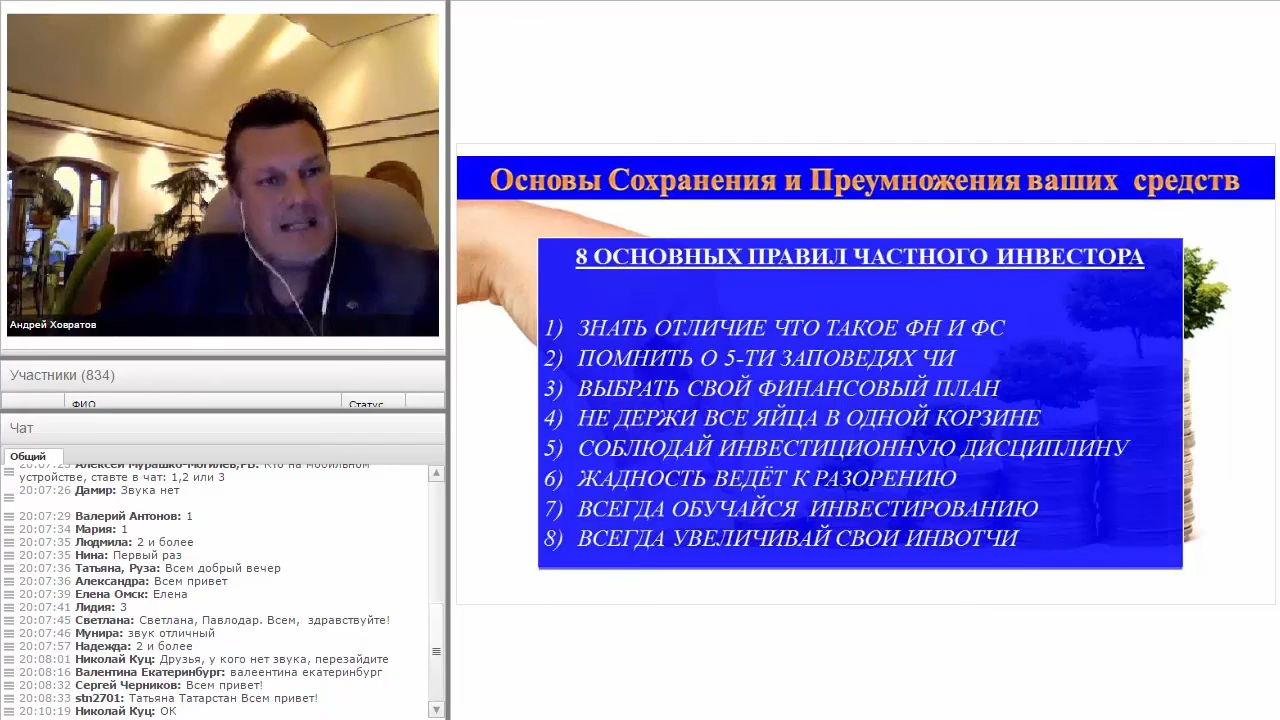 Андрей Ховратов
Участники (834)
ФИО Статус
Чат
Общий
20:07:25 Алексей Мурашко-Могилев,РБ: Кто на мобильном
устройстве, ставте в чат: 1,2 или 3
20:07:26 Дамир: Звука нет
20:07:29 Валерий Антонов: 1
20:07:34 Мария: 1
20:07:35 Людмила: 2 и более
20:07:35 Нина: Первый раз
20:07:36 Татьяна, Руза: Всем добрый вечер
20:07:36 Александра: Всем привет
20:07:39 Елена Омск: Елена
20:07:41 Лидия: 3
20:07:45 Светлана: Светлана, Павлодар. Всем, здравствуйте!
20:07:46 Мунира: звук отличный
20:07:57 Надежда: 2 и более
20:08:01 Николай Куц: Друзья, у кого нет звука, перезайдите
20:08:16 Валентина Екатеринбург: валеентина екатеринбург
20:08:32 Сергей Черников: Всем привет!
20:08:33 stn2701: Татьяна Татарстан Всем привет!
20:10:19 Николай Куц: ОК
Основы Сохранения и Преумножения ваших средств
8 ОСНОВНЫХ ПРАВИЛ ЧАСТНОГО ИНВЕСТОРА
1) ЗНАТЬ ОТЛИЧИЕ ЧТО ТАКОЕ ФН И ФС
2) ПОМНИТЬ О 5-ТИ ЗАПОВЕДЯХ ЧИ
3) ВЫБРАТЬ СВОЙ ФИНАНСОВЫЙ ПЛАН
4) НЕ ДЕРЖИ ВСЕ ЯЙЦА В ОДНОЙ КОРЗИНЕ
5) СОБЛЮДАЙ ИНВЕСТИЦИОННУЮ ДИСЦИПЛИНУ
6) ЖАДНОСТЬ ВЕДЁТ К РАЗОРЕНИЮ
7) ВСЕГДА ОБУЧАЙСЯ ИНВЕСТИРОВАНИЮ
8) ВСЕГДА УВЕЛИЧИВАЙ СВОИ ИНВОТЧИ